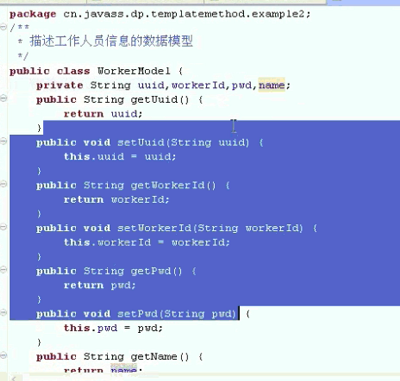 package cn.javass.dp.templatemethod.example2;
/**
 * 描述工作人员信息的数据模型
 */
public class WorkerModel {
    private String uuid,workerId,pwd,name;
    public String getUuid() {
        return uuid;
    }
    public void setUuid(String uuid) {
        this.uuid = uuid;
    }
    public String getWorkerId() {
        return workerId;
    }
    public void setWorkerId(String workerId) {
        this.workerId = workerId;
    }
    public String getPwd() {
        return pwd;
    }
    public void setPwd(String pwd) {
        this.pwd = pwd;
    }
    public String getName() {
        return name;